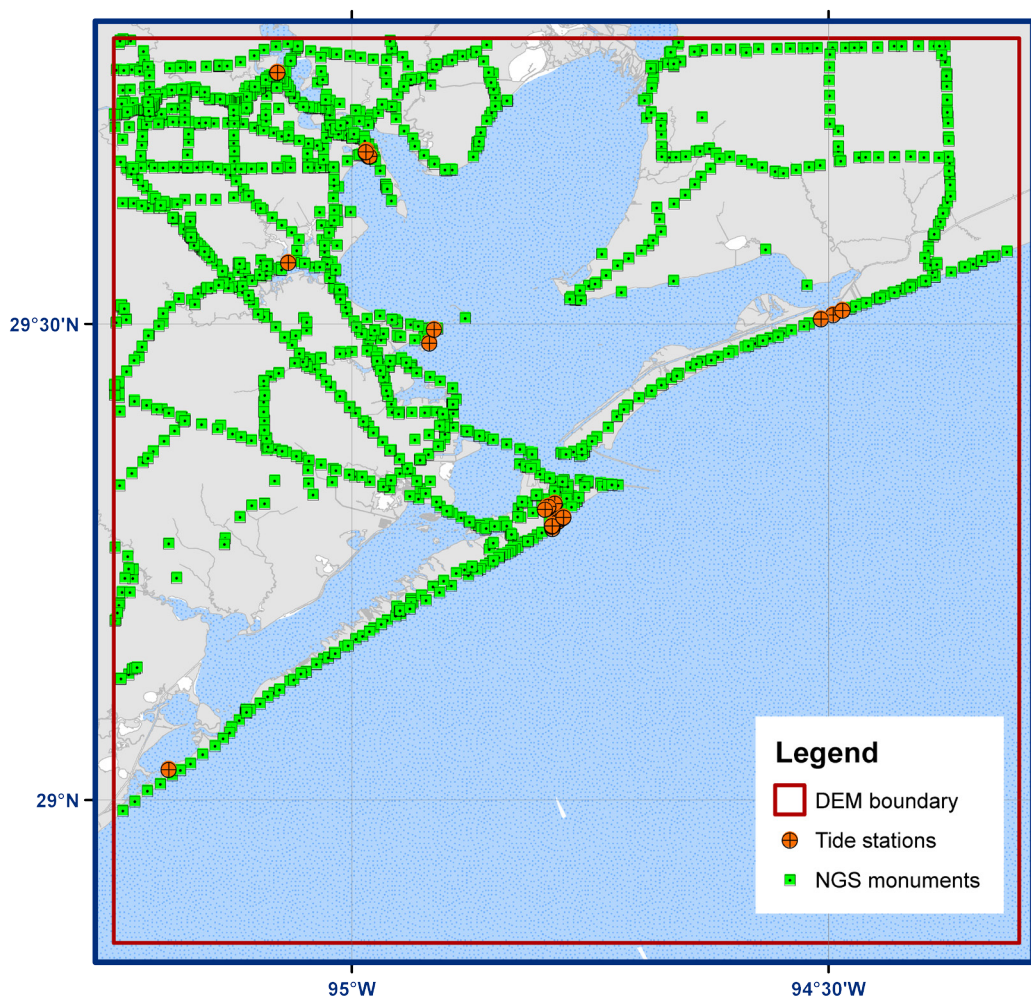 29°30'N
29°N
Legend
DEM boundary
Tide stations
NGS monuments
95°W
94°30'W